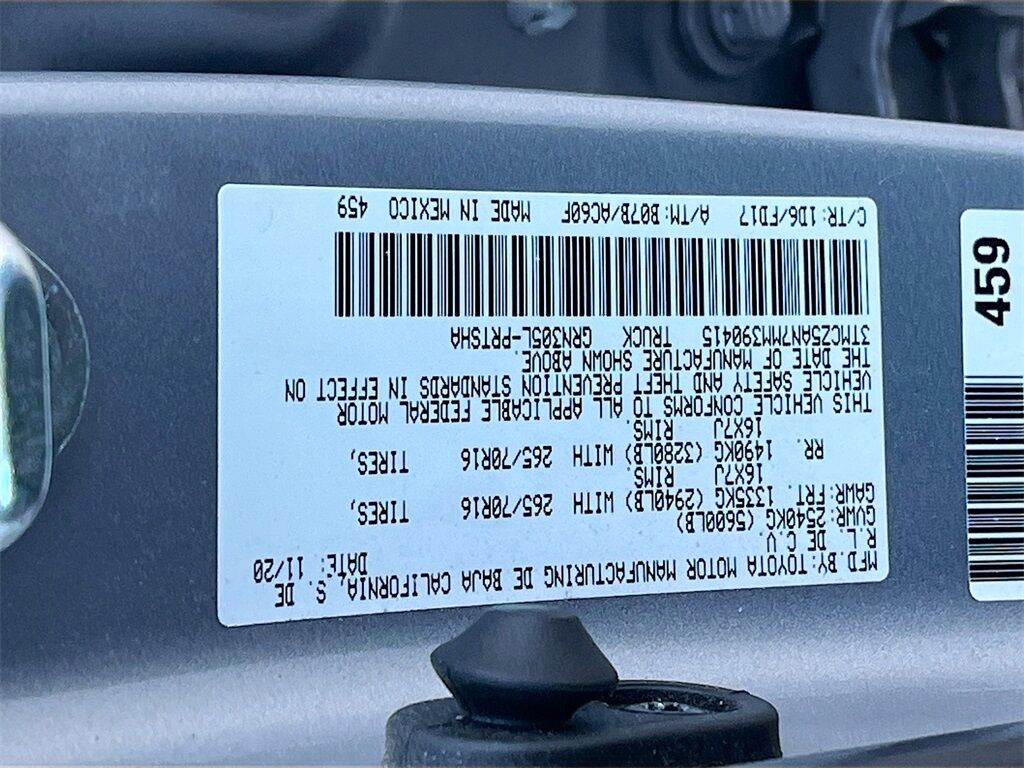 MFD.BY:TOYOTA MOTOR MANUFACTURING DE BAJA CALIFORNIA, S. DE
R.L. DE C.V. DATE: 11/20
GVWR:2540KG (5600LB)
GAWR:FRT. 1335KG (2940LB) WITH 265/70R16 TIRES,
16X7J RIMS.
RR. 1490KG (3280LB) WITH 265/70R16 TIRES,
16X7J RIMS.
THIS VEHICLE CONFORMS TO ALL APPLICABLE FEDERAL MOTOR
VEHICLE SAFETY AND THEFT PREVENTION STANDARDS IN EFFECT ON
THE DATE OF MANUFACTURE SHOWN ABOVE.
3TMCZ5AN7MM390415 TRUCK GRN305L-PRTSHA
C/TR:1D6/FD17 A/TM:B07B/AC60F MADE IN MEXICO 459
459